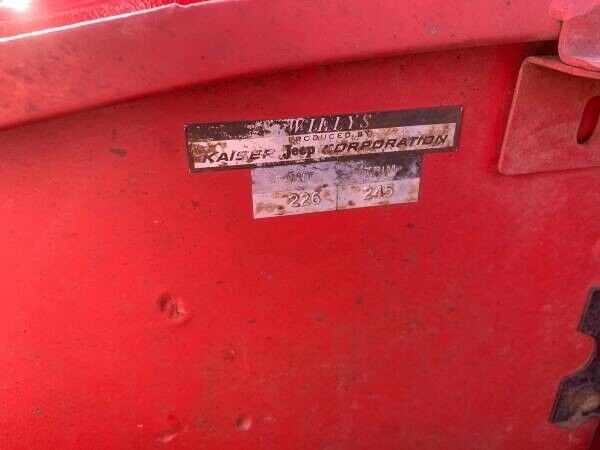 WILLYS
PRODUCED BY
KAISER Jeep CORPORATION
226 245